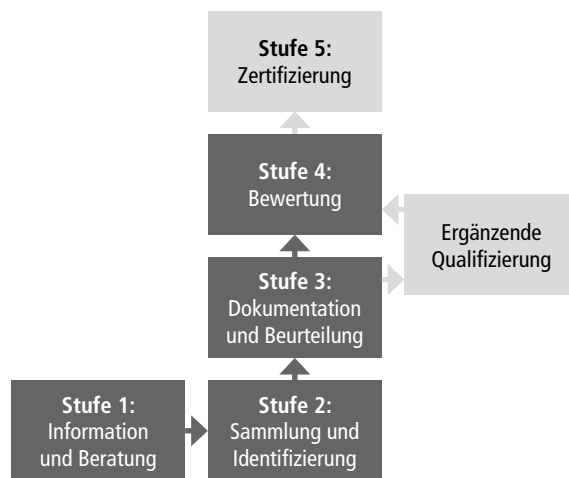 Stufe 5:
Zertifizierung
Stufe 4:
Bewertung
Ergänzende
Qualifizierung
Stufe 3:
Dokumentation
und Beurteilung
Stufe 1:
Information
und Beratung
Stufe 2:
Sammlung und
Identifizierung